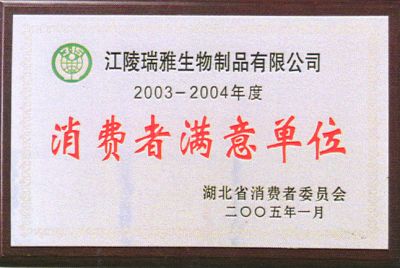 3·15
江陵瑞雅生物制品有限公司
2003-2004年度
消费者满意单位
湖北省消费者委员会
二〇〇五年一月